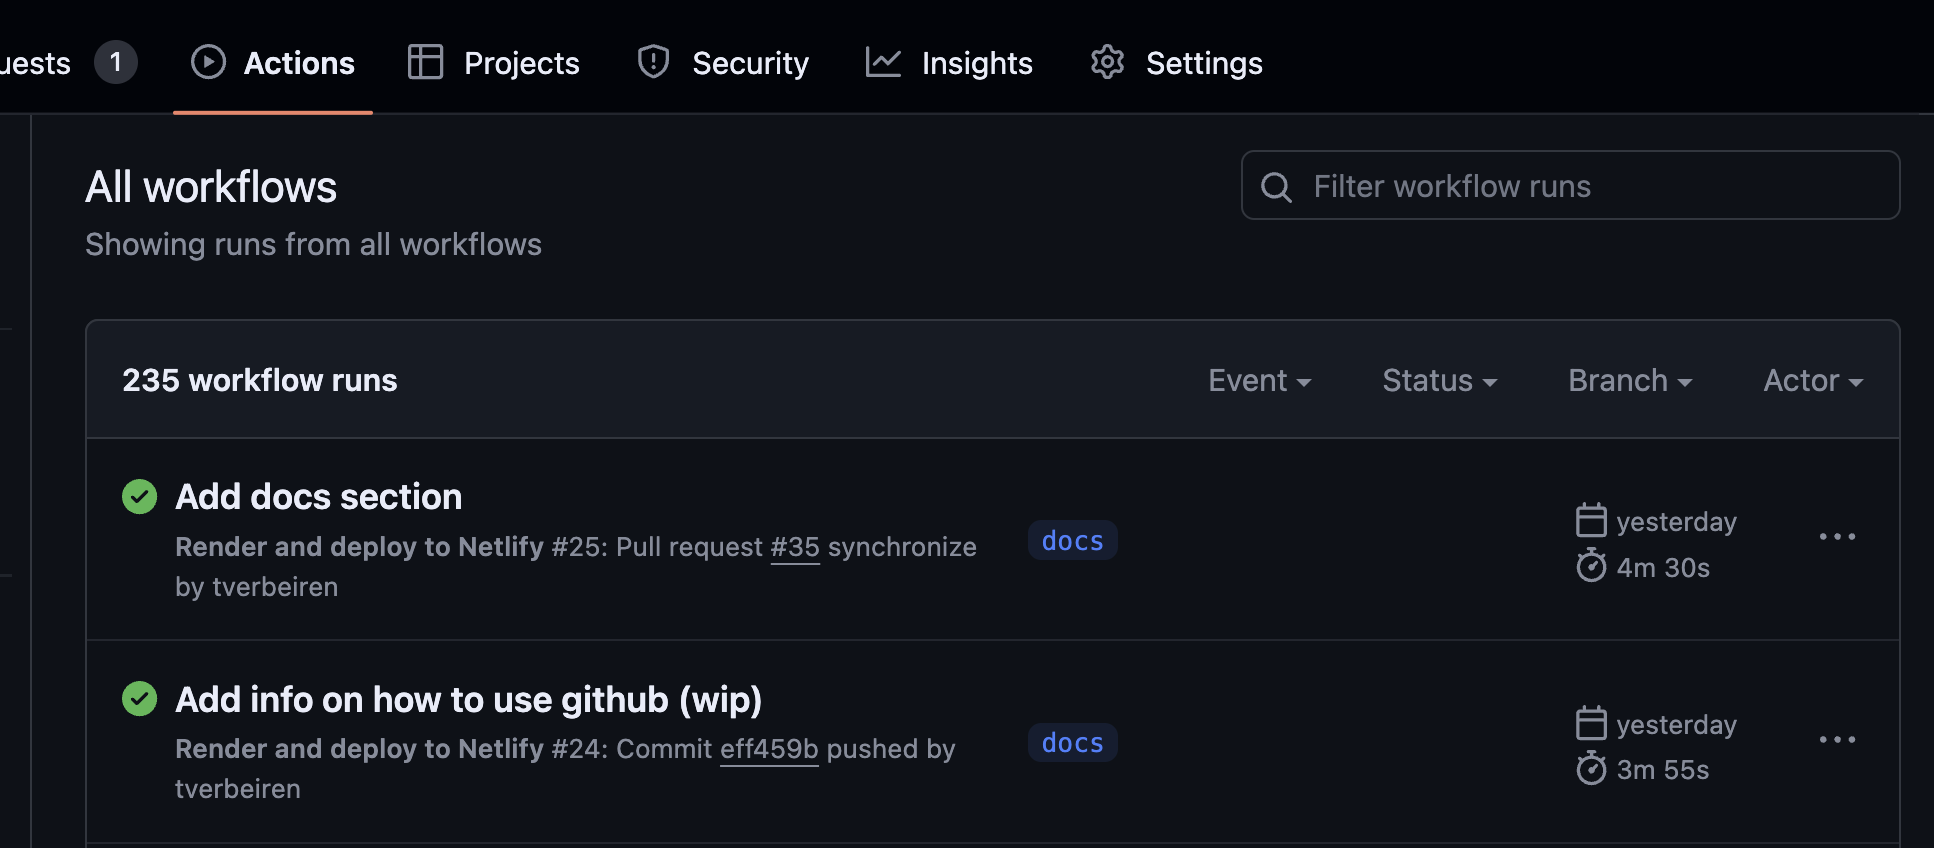 uests 1 Actions Projects Security Insights Settings
All workflows
Filter workflow runs
Showing runs from all workflows
235 workflow runs Event Status Branch Actor
Add docs section
Render and deploy to Netlify #25: Pull request #35 synchronize
by tverbeiren
docs
yesterday
4m 30s
Add info on how to use github (wip)
Render and deploy to Netlify #24: Commit eff459b pushed by
tverbeiren
docs
yesterday
3m 55s